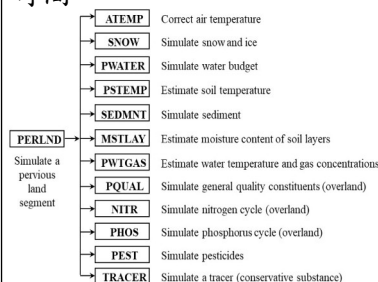 ATEMP Correct air temperature
SNOW Simulate snow and ice
PWATER Simulate water budget
PSTEMP Estimate soil temperature
SEDMNT Simulate sediment
PERLND MSTLAY Estimate moisture content of soil layers
Simulate a
pervious
land
segment
PWTGAS Estimate water temperature and gas concentrations
PQUAL Simulate general quality constituents (overland)
NITR Simulate nitrogen cycle (overland)
PHOS Simulate phosphorus cycle (overland)
PEST Simulate pesticides
TRACER Simulate a tracer (conservative substance)